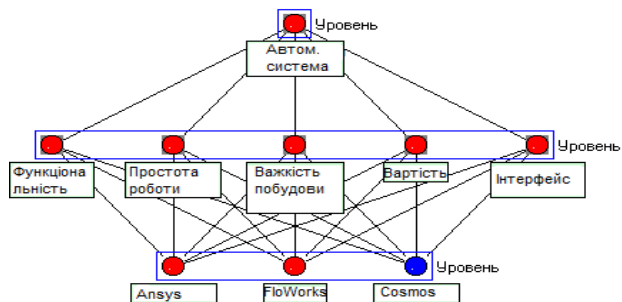 Уровень
Автом.
система
Уровень
Функціона
льність
Простота
роботи
Важкість
побудови
Вартість
Інтерфейс
Уровень
Ansys
FloWorks
Cosmos